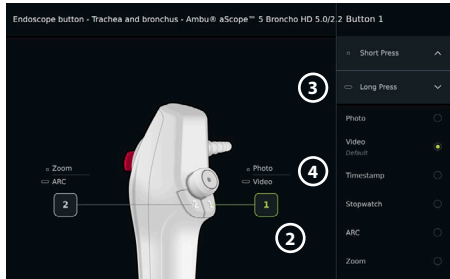 Endoscope button - Trachea and bronchus - Ambu® aScope™ 5 Broncho HD 5.0/2.2
Button 1
Short Press
3
Long Press
Photo
Video
Default
4
Timestamp
Stopwatch
ARC
Zoom
Zoom
ARC
2
Photo
Video
1
2